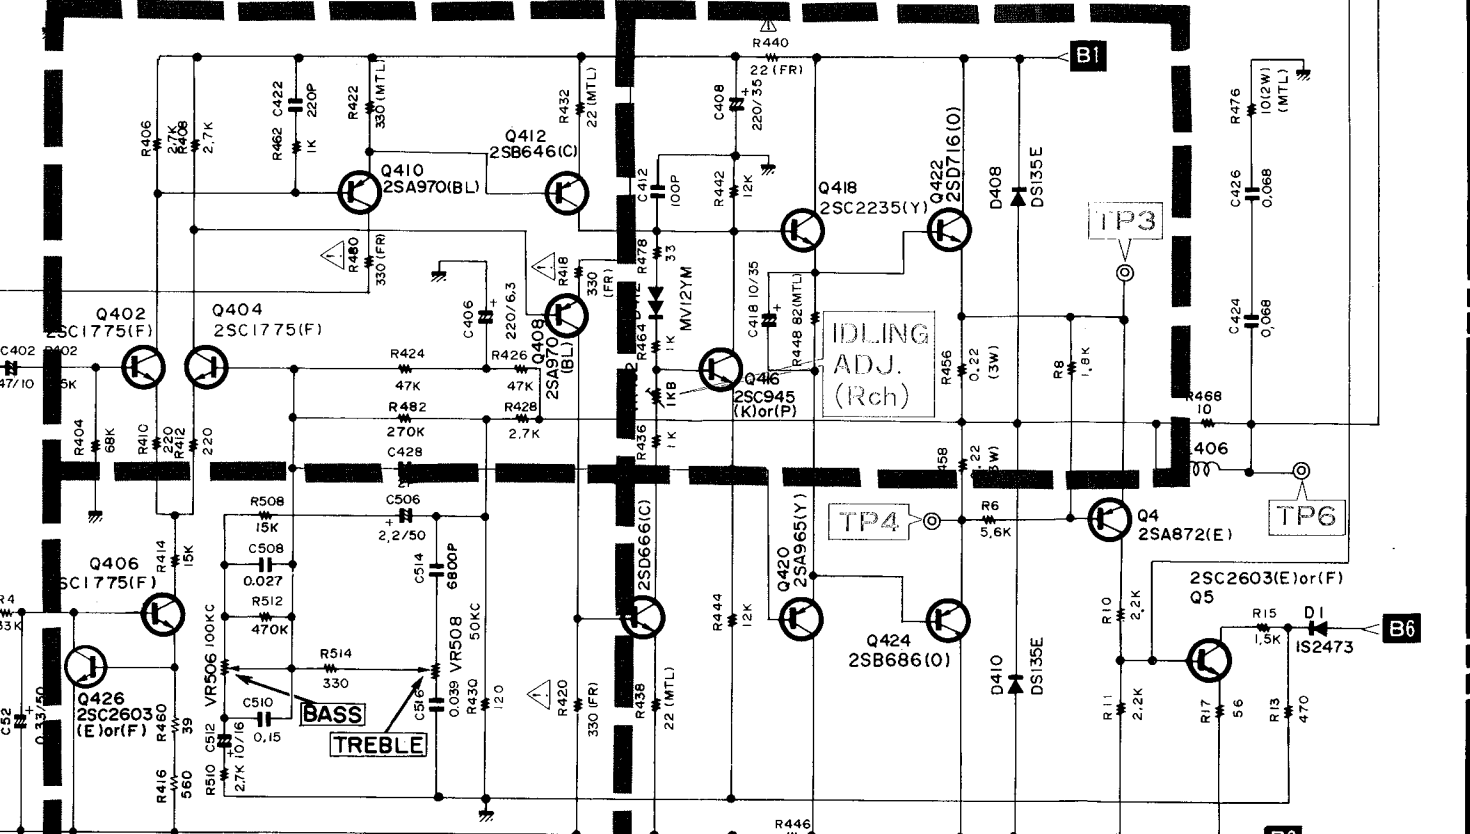 R440
22 (FR)
B1
C422
220P
R422
330 (MTL)
R432
22 (MTL)
C408
220/35
+
R476
10(2W)
(MTL)
R406
2.7K
R408
2.7K
R462
1K
Q412
2SB646(C)
Q410
2SA970(BL)
C412
100P
R442
12K
Q418
2SC2235(Y)
Q422
2SD716(O)
D408
DS135E
C426
0.068
TP3
R480
330 (FR)
R418
330
(FR)
R478
33
MV12YM
C406
220/6.3
+
C418 10/35
+
R448 82(MTL)
C424
0.068
Q402
2SC1775(F)
Q404
2SC1775(F)
Q408
2SA970
(BL)
R464
1K
IDLING
ADJ.
(Rch)
R456
0.22
(3W)
R8
1.8K
C402
47/10
R424
47K
R426
47K
Q416
2SC945
(K)or(P)
1KB
R482
270K
R428
2.7K
R436
1K
R468
10
R404
68K
R410
220
R412
220
C428
TP4
R6
5.6K
Q4
2SA872(E)
TP6
R508
15K
C506
+
2.2/50
C508
0.027
C514
6800P
R414
15K
Q406
2SC1775(F)
2SD666(C)
Q420
2SA965(Y)
2SC2603(E)or(F)
Q5
R4
33K
R512
470K
R444
12K
R10
2.2K
R15
1.5K
D1
1S2473
B6
VR506 100KC
R514
330
VR508
50KC
Q424
2SB686(O)
D410
DS135E
Q426
2SC2603
(E)or(F)
C52
0.33/50
+
R460
39
C510
0.15
BASS
TREBLE
C516
0.039
R430
120
R420
330 (FR)
R438
22 (MTL)
R11
2.2K
R17
56
R13
470
C512
10/16
+
R510
2.7K
R416
560
R446